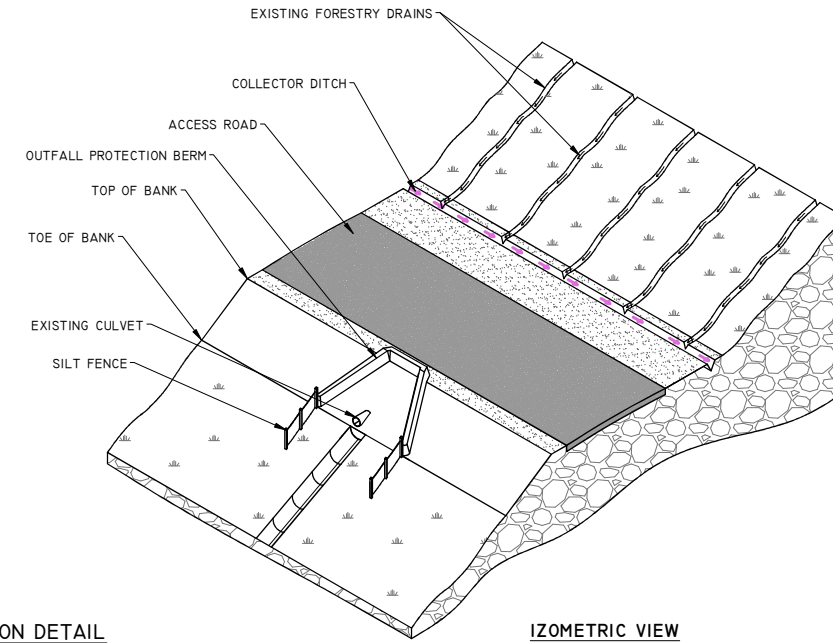 EXISTING FORESTRY DRAINS
COLLECTOR DITCH
ACCESS ROAD
OUTFALL PROTECTION BERM
TOP OF BANK
TOE OF BANK
EXISTING CULVET
SILT FENCE
ON DETAIL
IZOMETRIC VIEW